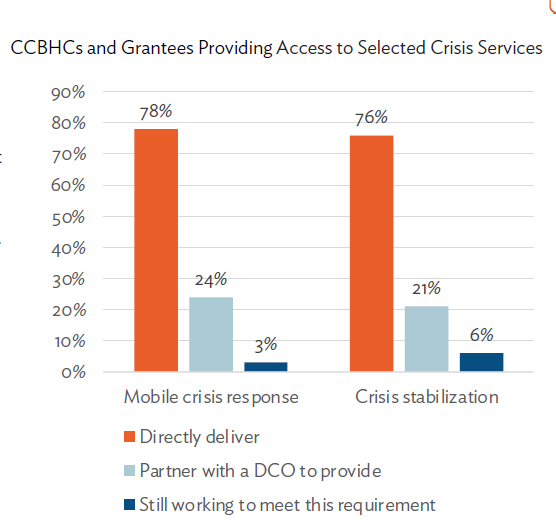 CCBHCs and Grantees Providing Access to Selected Crisis Services
90%
80%
70%
60%
50%
40%
30%
20%
10%
0%
78%
24%
3%
76%
21%
6%
Mobile crisis response
Crisis stabilization
Directly deliver
Partner with a DCO to provide
Still working to meet this requirement